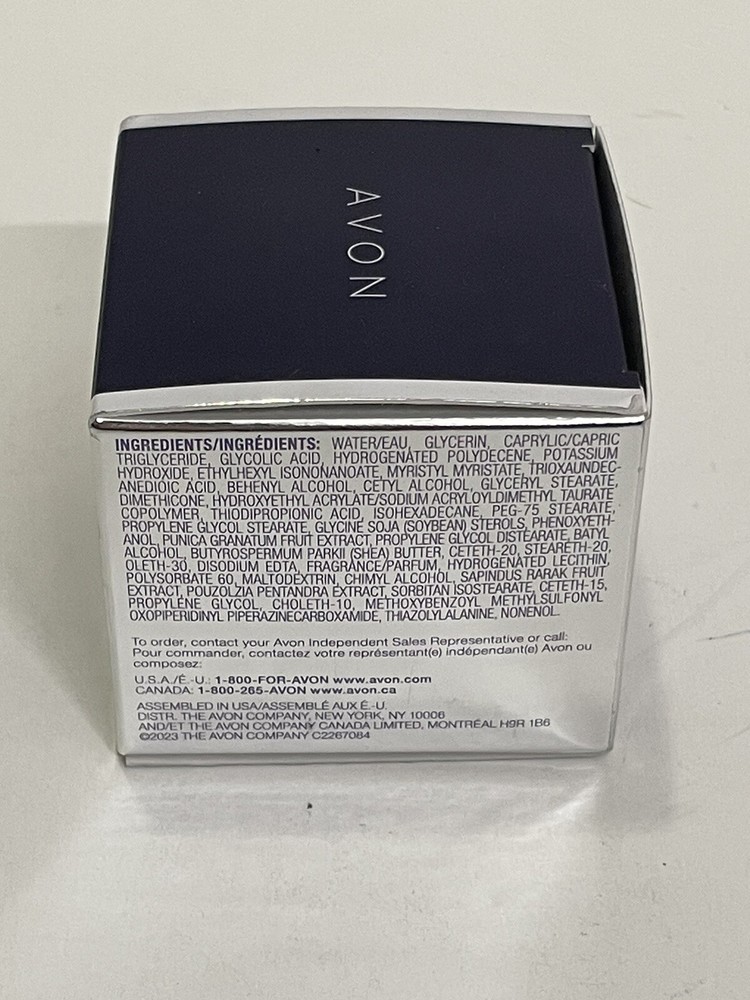 AVON
INGREDIENTS/INGRÉDIENTS: WATER/EAU, GLYCERIN, CAPRYLIC/CAPRIC
TRIGLYCERIDE, GLYCOLIC ACID, HYDROGENATED POLYDECENE, POTASSIUM
HYDROXIDE, ETHYLHEXYL ISONONANOATE, MYRISTYL MYRISTATE, TRIOXAUNDEC-
ANEDIOIC ACID, BEHENYL ALCOHOL, CETYL ALCOHOL, GLYCERYL STEARATE,
DIMETHICONE, HYDROXYETHYL ACRYLATE/SODIUM ACRYLOYLDIMETHYL TAURATE
COPOLYMER, THIODIPROPIONIC ACID, ISOHEXADECANE, PEG-75 STEARATE,
PROPYLENE GLYCOL STEARATE, GLYCINE SOJA (SOYBEAN) STEROLS, PHENOXYETH-
ANOL, PUNICA GRANATUM FRUIT EXTRACT, PROPYLENE GLYCOL DISTEARATE, BATYL
ALCOHOL, BUTYROSPERMUM PARKII (SHEA) BUTTER, CETETH-20, STEARETH-20,
OLETH-30, DISODIUM EDTA, FRAGRANCE/PARFUM, HYDROGENATED LECITHIN,
POLYSORBATE 60, MALTODEXTRIN, CHIMYL ALCOHOL, SAPINDUS RARAK FRUIT
EXTRACT, POUZOLZIA PENTANDRA EXTRACT, SORBITAN ISOSTEARATE, CETETH-15,
PROPYLENE GLYCOL, CHOLETH-10, METHOXYBENZOYL METHYLSULFONYL
OXOPIPERIDINYL PIPERAZINECARBOXAMIDE, THIAZOLYLALANINE, NONENOL.
To order, contact your Avon Independent Sales Representative or call:
Pour commander, contactez votre représentant(e) indépendant(e) Avon ou
composez:
U.S.A./É.-U.: 1-800-FOR-AVON www.avon.com
CANADA: 1-800-265-AVON www.avon.ca
ASSEMBLED IN USA/ASSEMBLÉ AUX É.-U.
DISTR. THE AVON COMPANY, NEW YORK, NY 10006
AND/ET THE AVON COMPANY CANADA LIMITED, MONTRÉAL H9R 1B6
©2023 THE AVON COMPANY C2267084